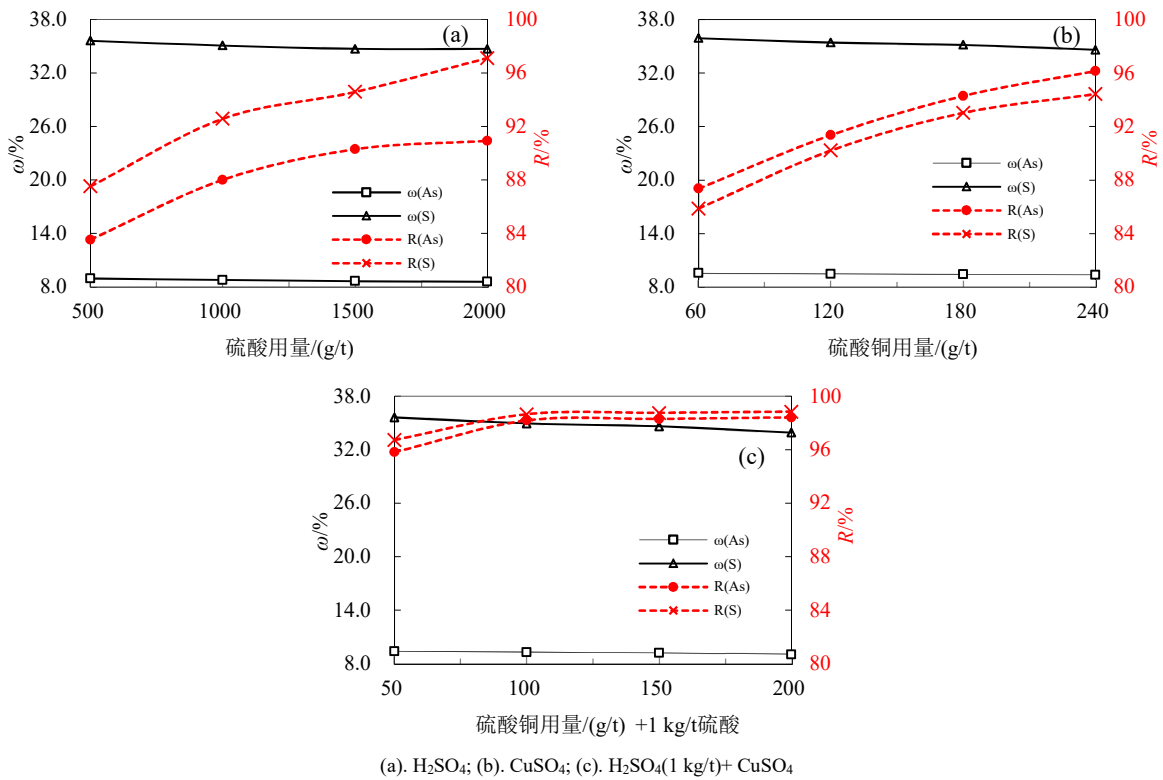 (a)
38.0
32.0
26.0
20.0
14.0
8.0
ω/%
100
96
92
88
84
80
R/%
ω(As)
ω(S)
R(As)
R(S)
500 1000 1500 2000
硫酸用量/(g/t)
(b)
38.0
32.0
26.0
20.0
14.0
8.0
ω/%
100
96
92
88
84
80
R/%
ω(As)
ω(S)
R(As)
R(S)
60 120 180 240
硫酸铜用量/(g/t)
(c)
38.0
32.0
26.0
20.0
14.0
8.0
ω/%
100
96
92
88
84
80
R/%
ω(As)
ω(S)
R(As)
R(S)
50 100 150 200
硫酸铜用量/(g/t) +1 kg/t硫酸
(a). H₂SO₄; (b). CuSO₄; (c). H₂SO₄(1 kg/t)+ CuSO₄